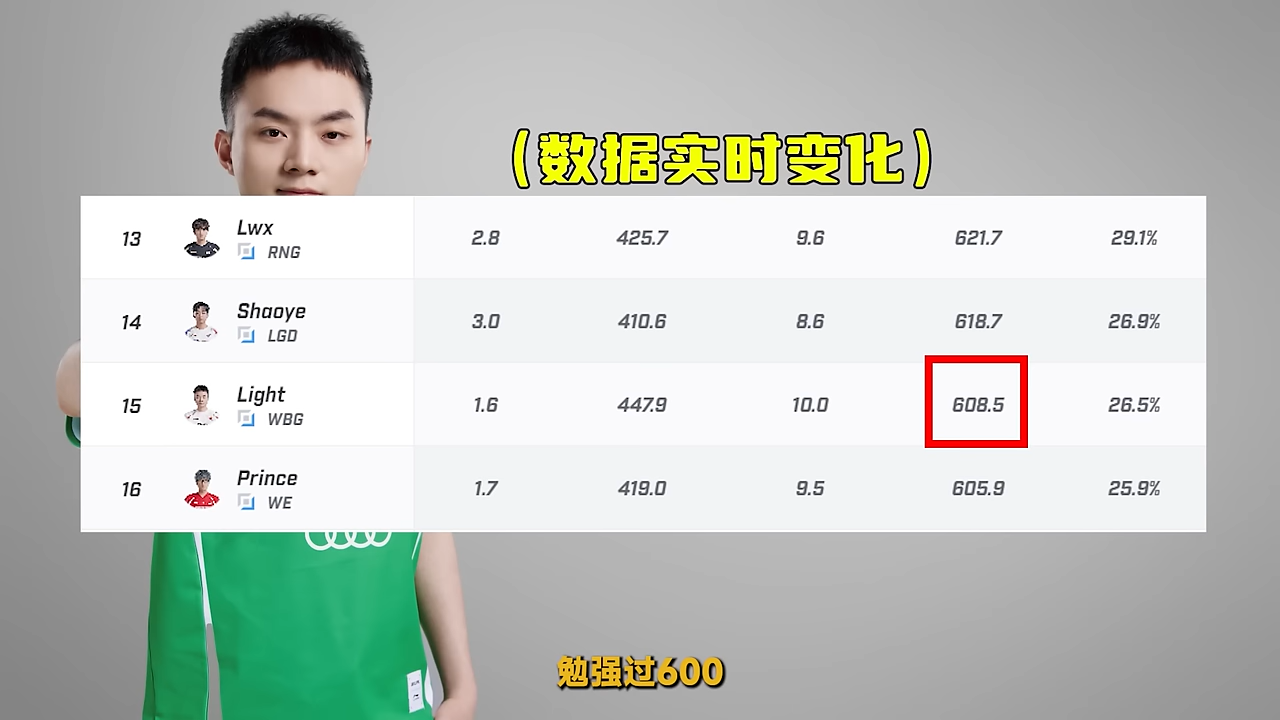 (数据实时变化)
13 Lwx RNG 2.8 425.7 9.6 621.7 29.1%
14 Shaoye LGD 3.0 410.6 8.6 618.7 26.9%
15 Light WBG 1.6 447.9 10.0 608.5 26.5%
16 Prince WE 1.7 419.0 9.5 605.9 25.9%
勉强过600